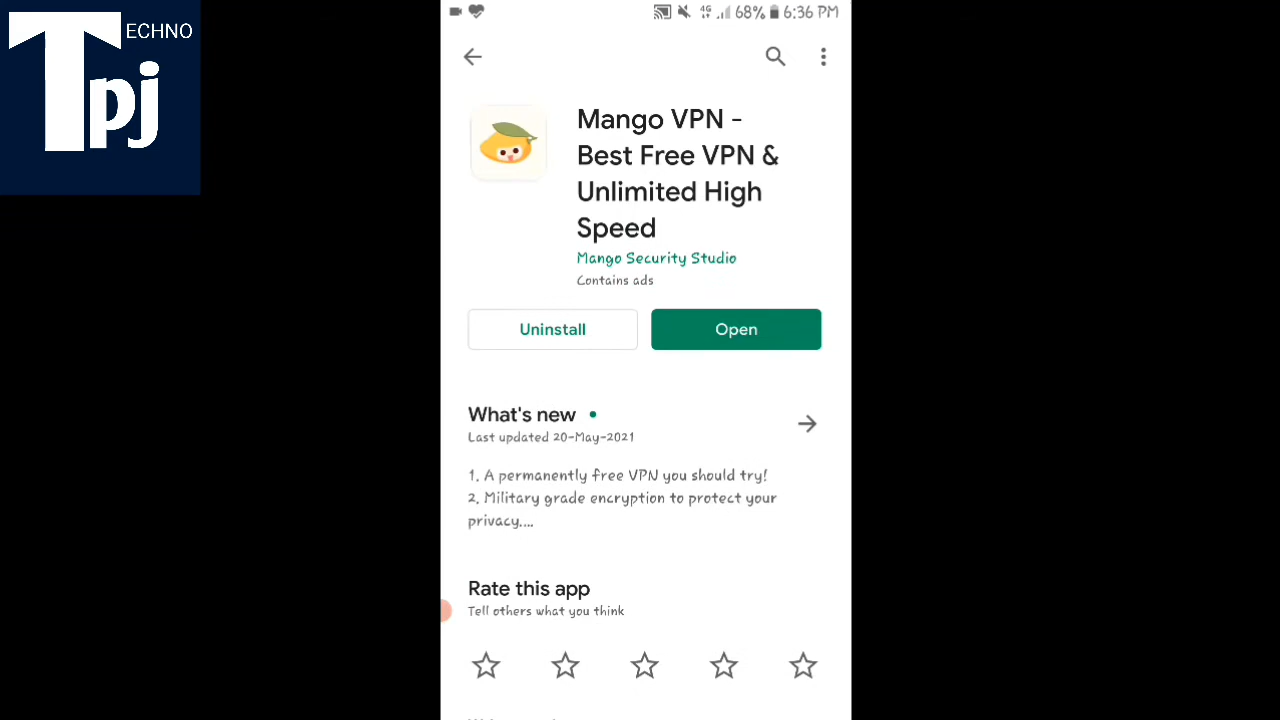 TECHNO
pj
4G 68% 6:36 PM
Mango VPN -
Best Free VPN &
Unlimited High
Speed
Mango Security Studio
Contains ads
Uninstall
Open
What's new
Last updated 20-May-2021
1. A permanently free VPN you should try!
2. Military grade encryption to protect your
privacy....
Rate this app
Tell others what you think